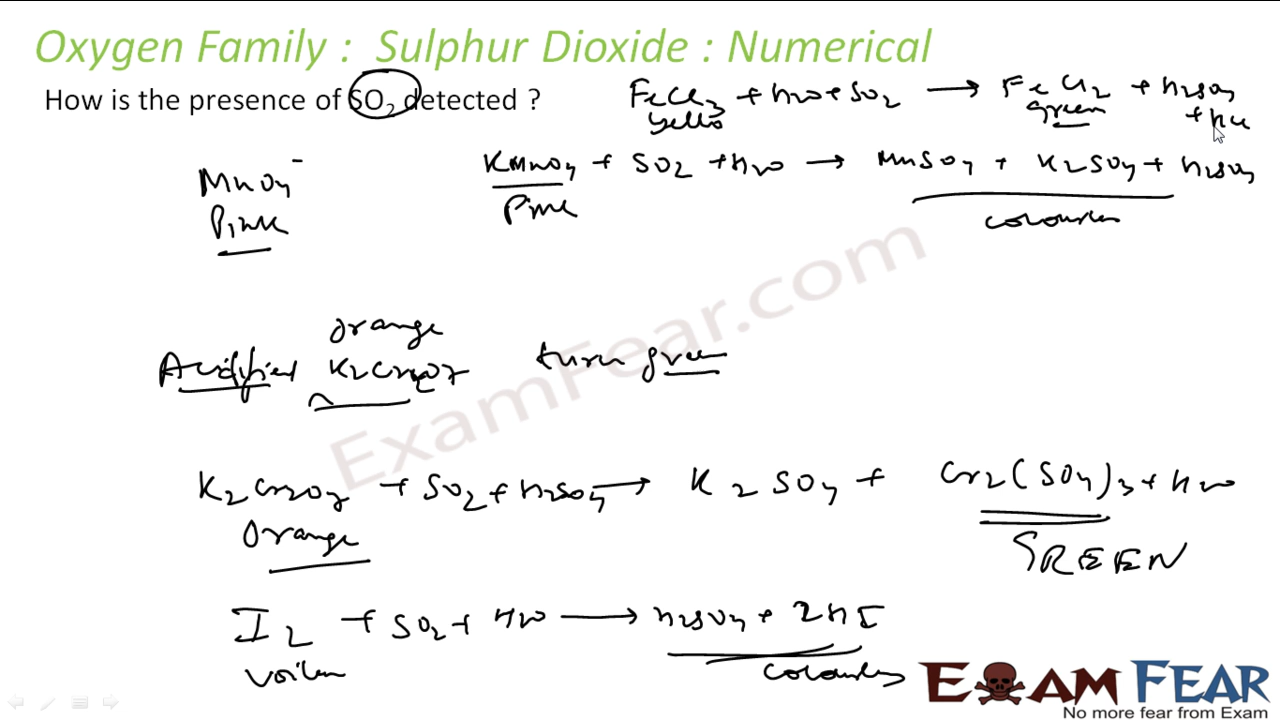 Oxygen Family : Sulphur Dioxide : Numerical
How is the presence of SO2 detected ?
FeCl3 + H2O + SO2 → FeCl2 + H2SO4
yello green + HCl
MnO4-
KMnO4 + SO2 + H2O → MnSO4 + K2SO4 + H2SO4
Pink
Pink
colourless
orange
Acidified K2Cr2O7 turn green
K2Cr2O7 + SO2 + H2SO4 → K2SO4 + Cr2(SO4)3 + H2O
Orange
GREEN
I2 + SO2 + H2O → H2SO4 + 2HI
colourless
ExamFear.com
EXAM FEAR
No more fear from Exam